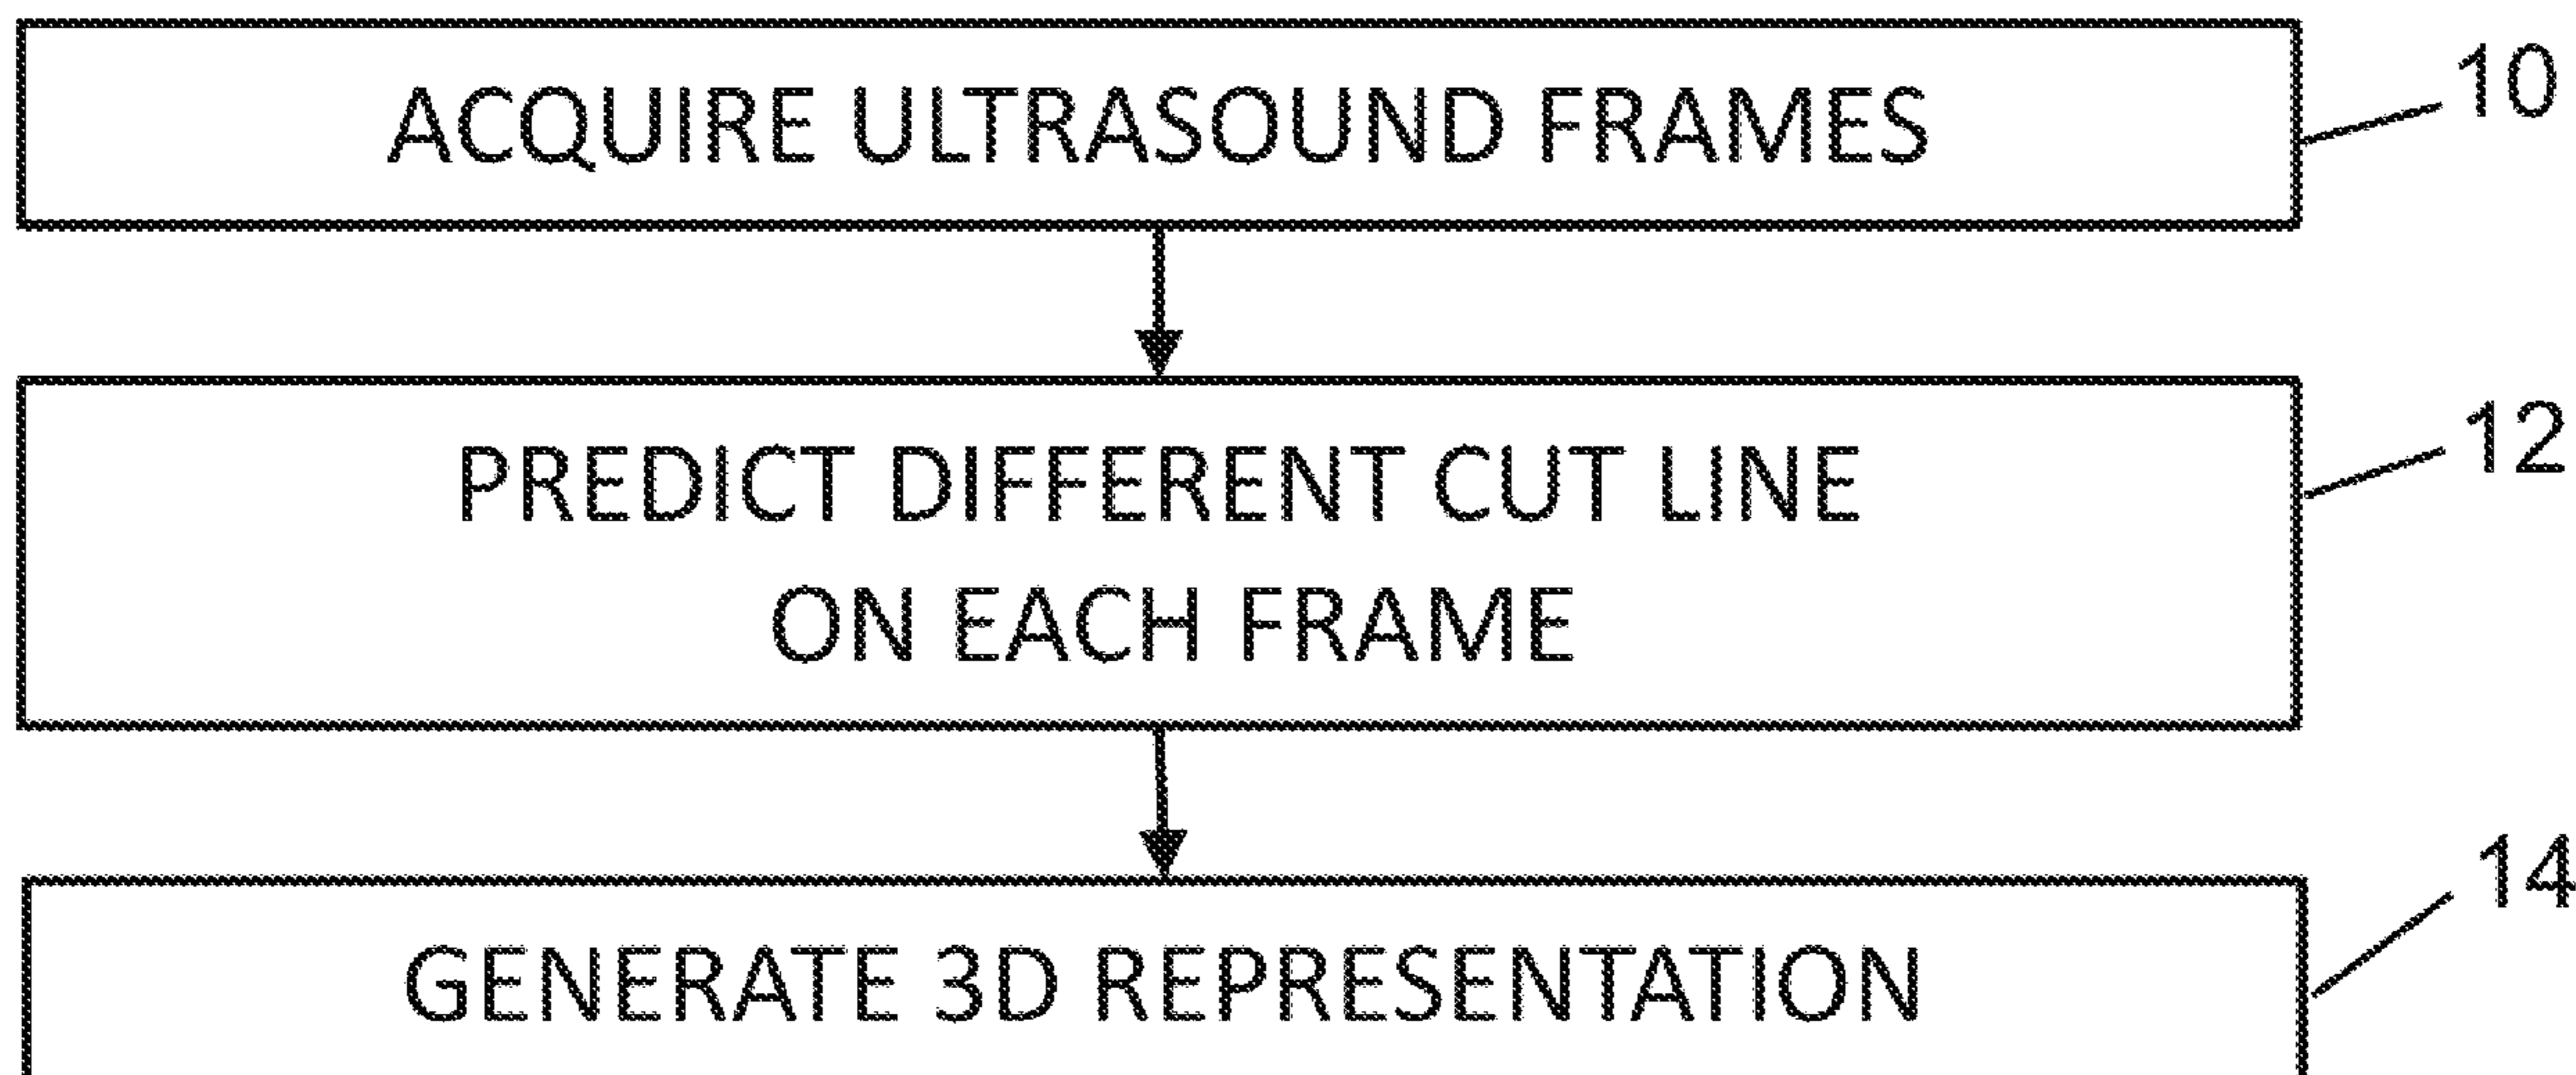 ACQUIRE ULTRASOUND FRAMES
10
PREDICT DIFFERENT CUT LINE
ON EACH FRAME
12
GENERATE 3D REPRESENTATION
14